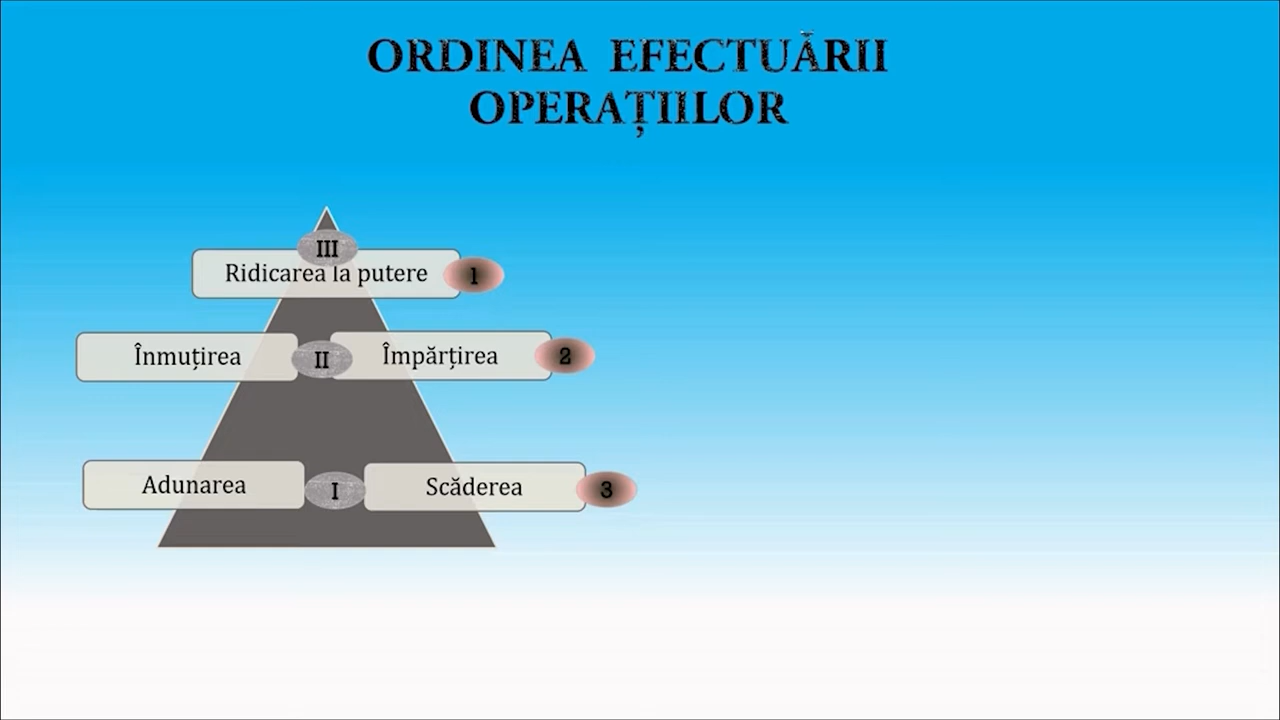 ORDINEA EFECTUĂRII
OPERAȚIILOR
III
Ridicarea la putere 1
Înmuțirea II Împărțirea 2
Adunarea I Scăderea 3